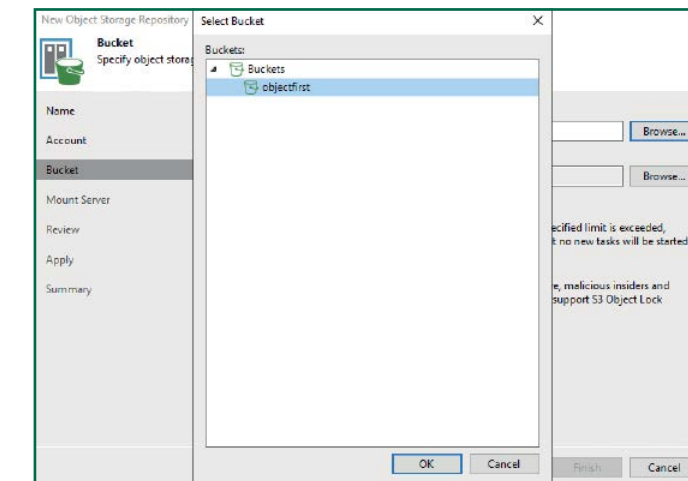 New Object Storage Repository
Bucket
Specify object
Name
Account
Bucket
Mount Server
Review
Apply
Summary
Select Bucket
Buckets:
Buckets
objectfirst
OK Cancel
Browse...
Browse...
limit is exceeded,
no new tasks will be started
malicious insiders and
support S3 Object Lock
Finish Cancel